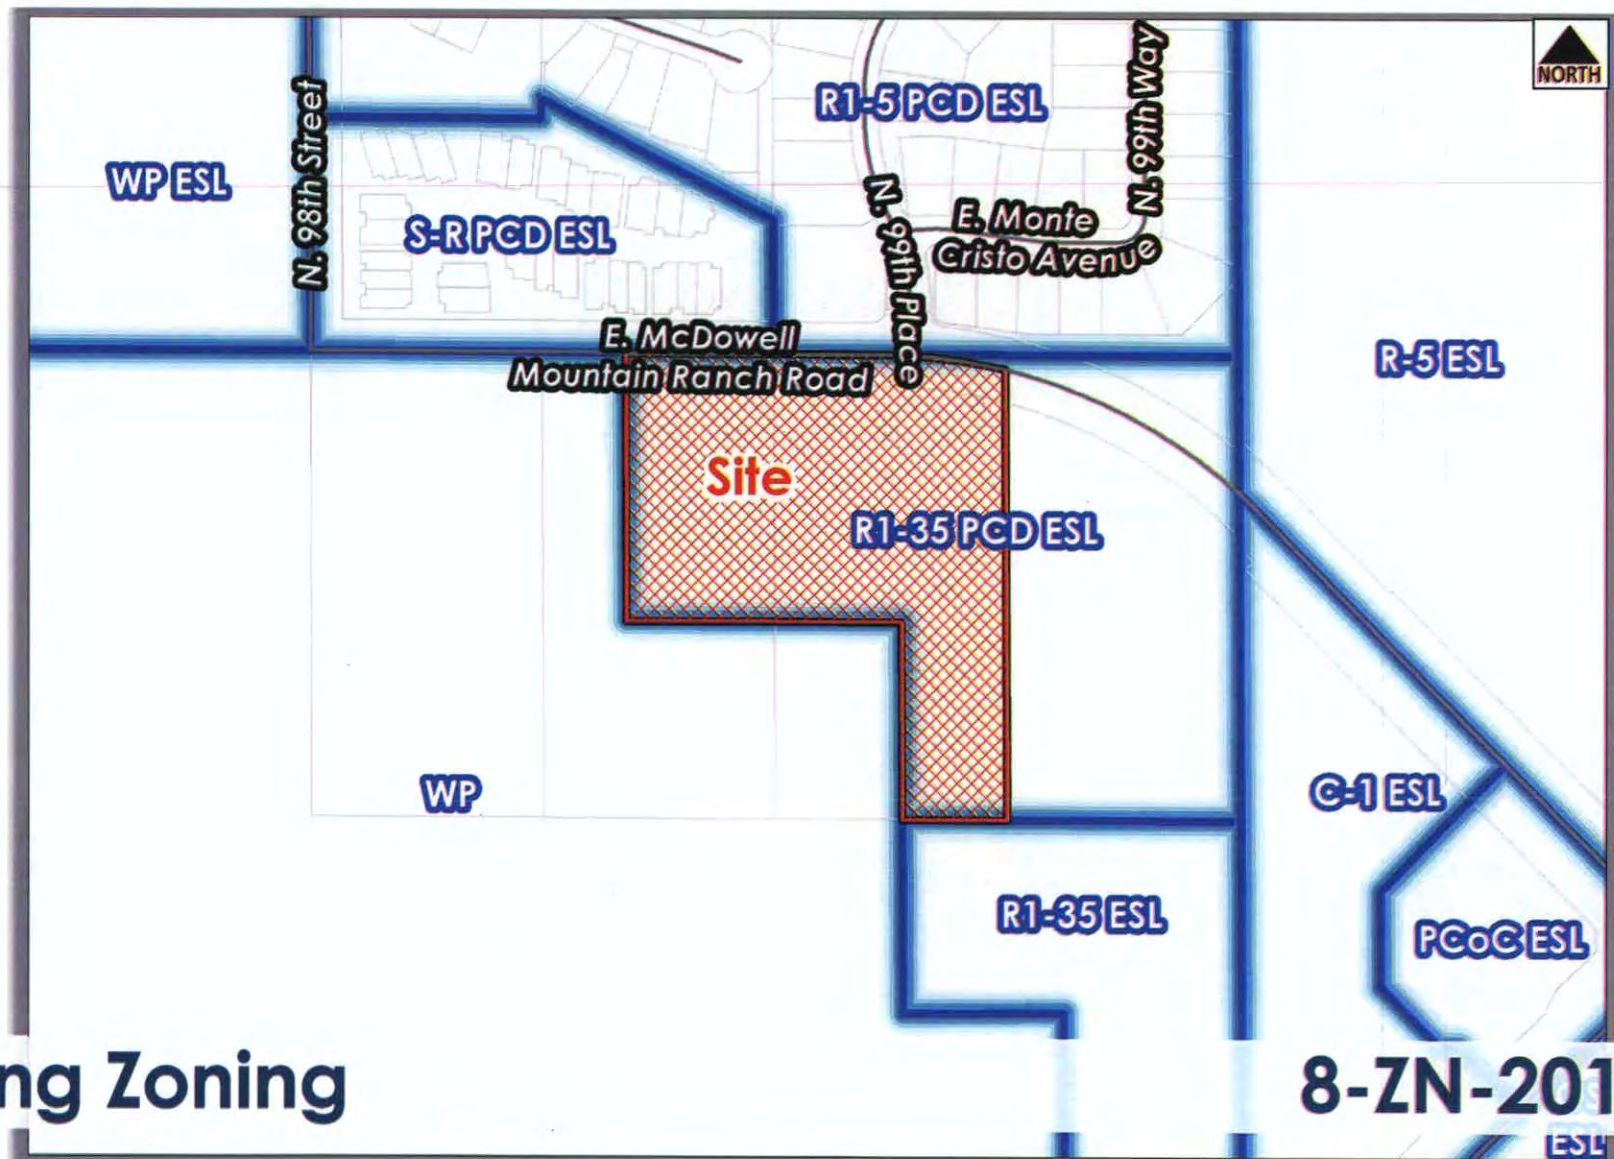 NORTH
N. 98th Street
N. 99th Way
R1-5 PCD ESL
WP ESL
S-R PCD ESL
N. 99th Place
E. Monte
Cristo Avenue
E. McDowell
Mountain Ranch Road
R-5 ESL
Site
R1-35 PCD ESL
WP
C-1 ESL
R1-35 ESL
PCoC ESL
ng Zoning
8-ZN-201
ESL